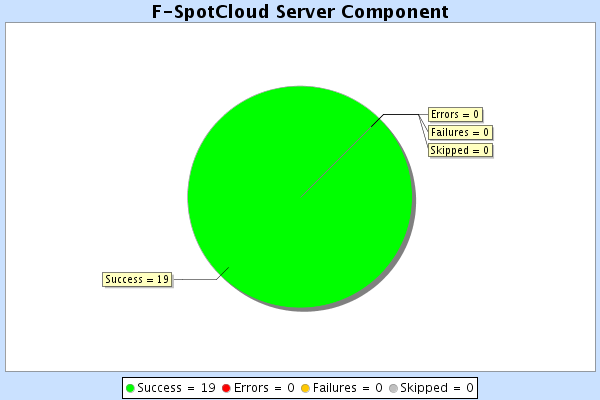 F-SpotCloud Server Component
Errors = 0
Failures = 0
Skipped = 0
Success = 19
Success = 19 Errors = 0 Failures = 0 Skipped = 0